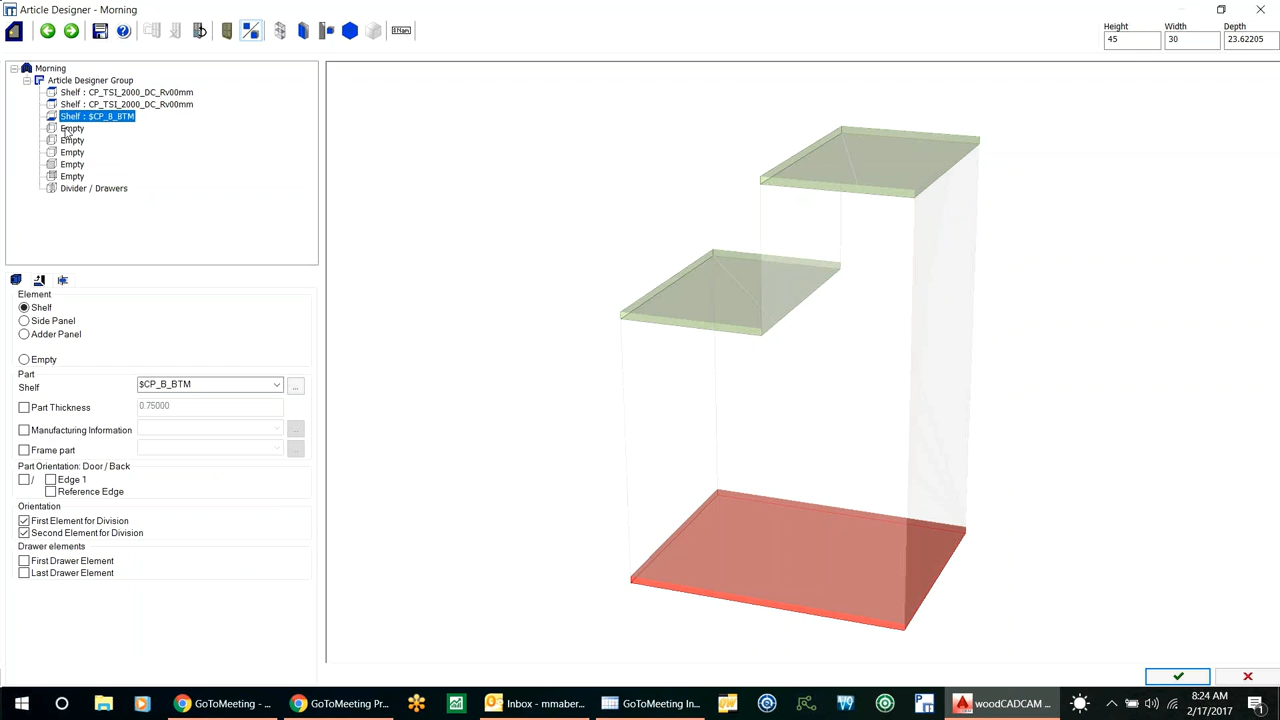 Article Designer - Morning
Height
Width
Depth
45
30
23.62205
Morning
Article Designer Group
Shelf : CP_TSI_2000_DC_Rv00mm
Shelf : CP_TSI_2000_DC_Rv00mm
Shelf : $CP_B_BTM
Empty
Empty
Empty
Empty
Empty
Divider / Drawers
Element
Shelf
Side Panel
Adder Panel
Empty
Part
Shelf
$CP_B_BTM
...
Part Thickness
0.75000
Manufacturing Information
...
Frame part
...
Part Orientation: Door / Back
/
Edge 1
Reference Edge
Orientation
First Element for Division
Second Element for Division
Drawer elements
First Drawer Element
Last Drawer Element
GoToMeeting - ...
GoToMeeting Pr...
Inbox - mmaber...
GoToMeeting In...
woodCADCAM ...
8:24 AM
2/17/2017